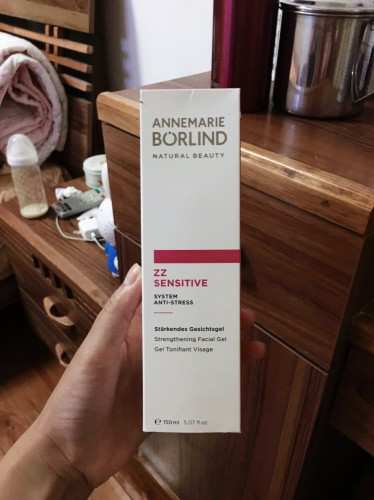 ANNEMARIE
BÖRLIND
NATURAL BEAUTY
ZZ
SENSITIVE
SYSTEM
ANTI-STRESS
Stärkendes Gesichtsgel
Strengthening Facial Gel
Gel Tonifiant Visage
℮ 150ml 5.07 fl oz